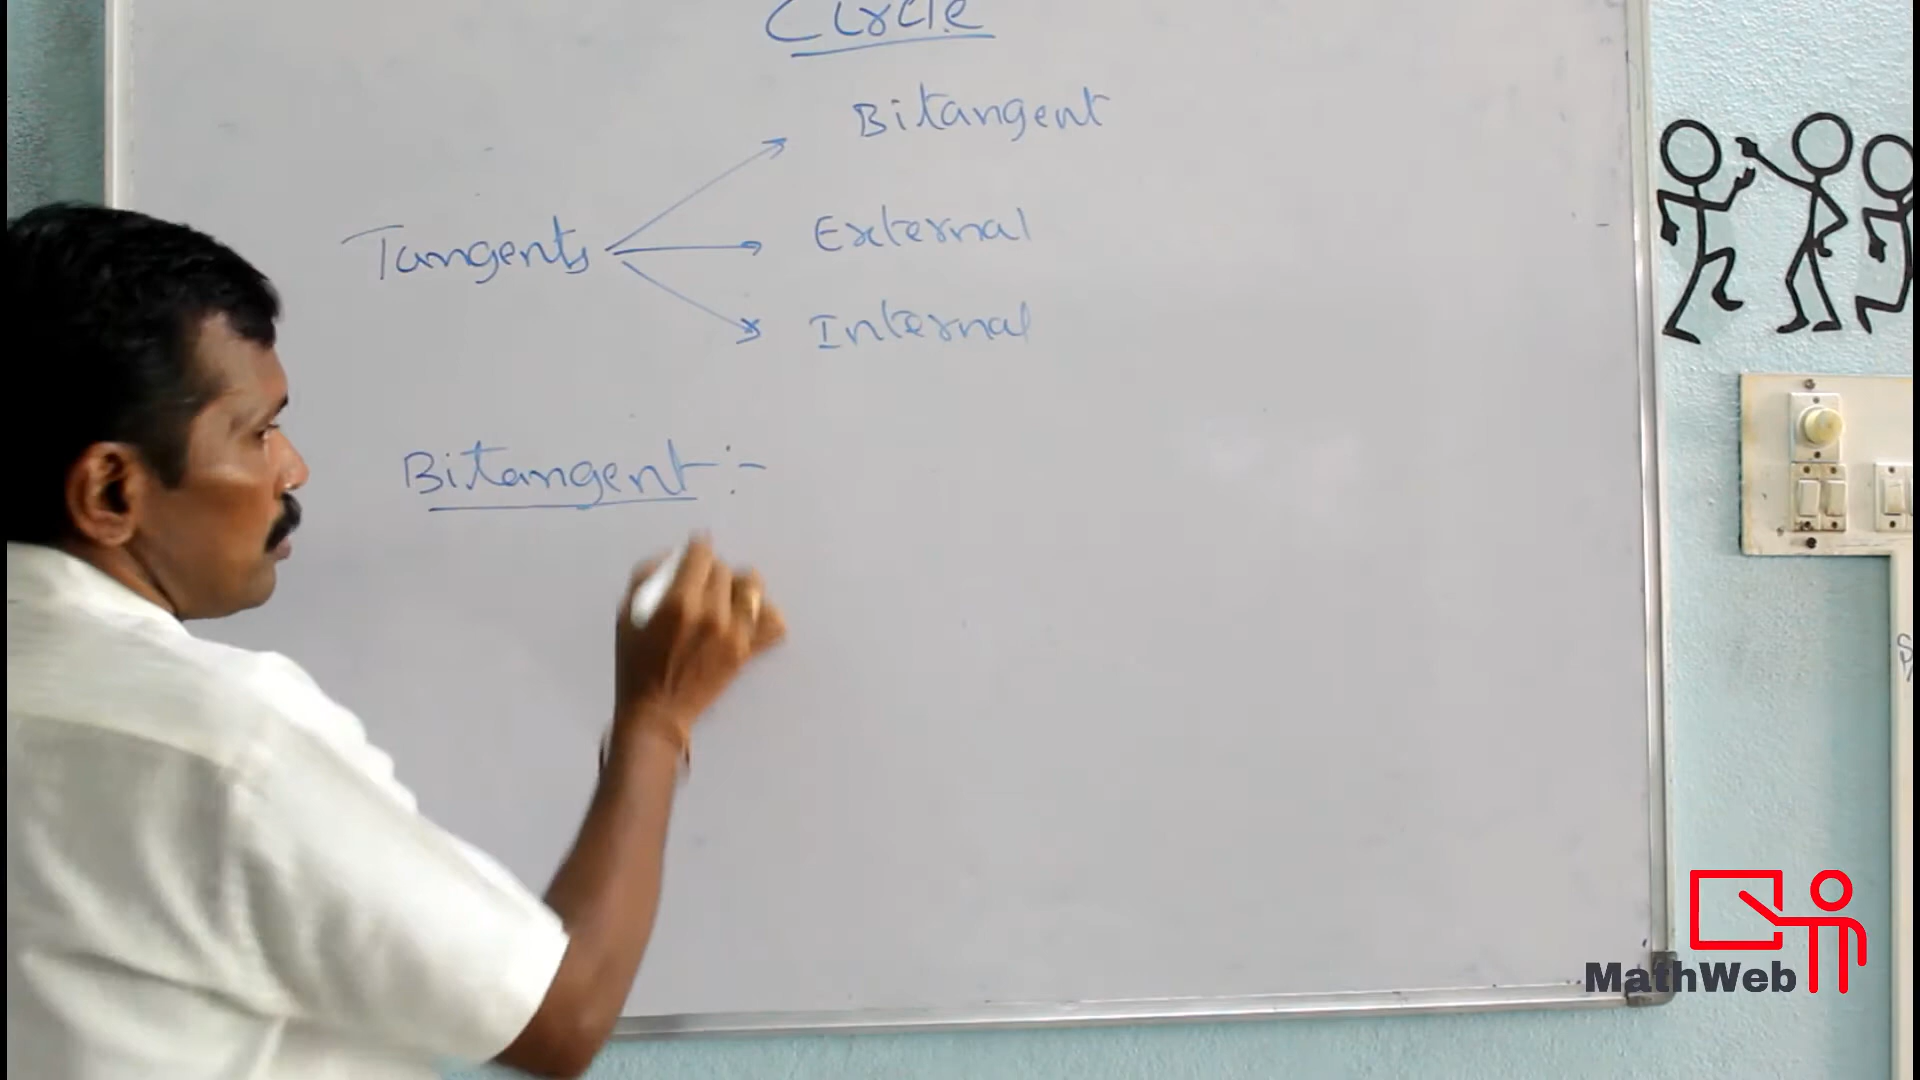 Circle
Bitangent
Tangents
External
Internal
Bitangent :-
MathWeb